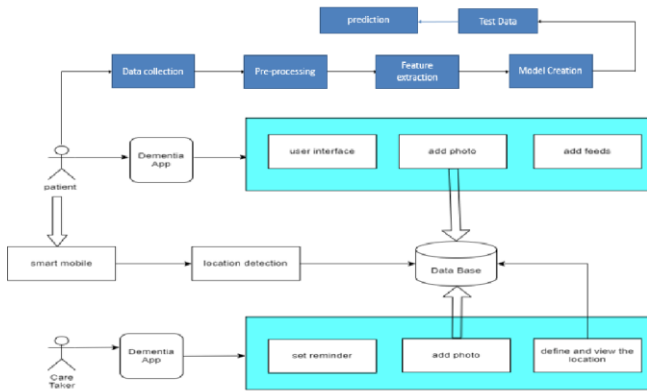 prediction
Test Data
Data collection
Pre-processing
Feature
extraction
Model Creation
Dementia
App
user interface
add photo
add feeds
patient
smart mobile
location detection
Data Base
Dementia
App
set reminder
add photo
define and view the
location
Care
Taker